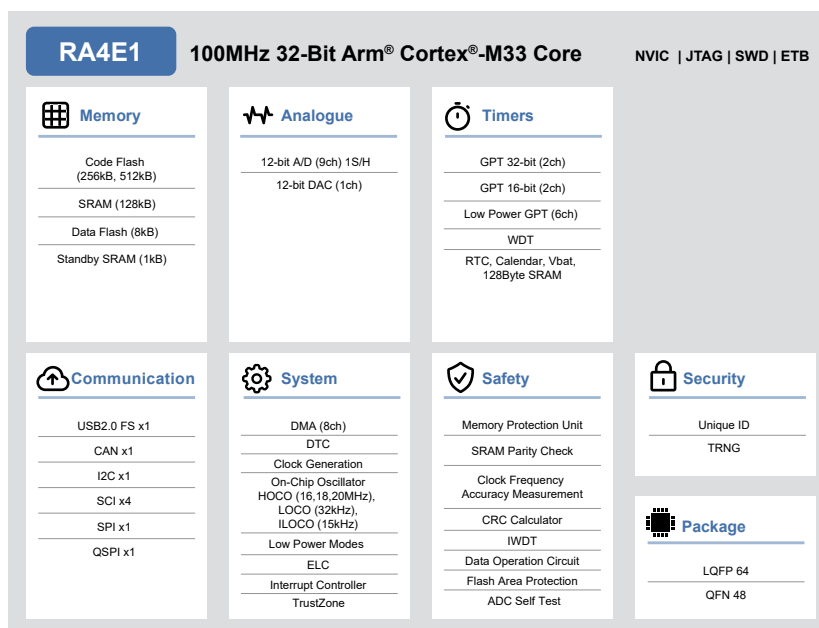 RA4E1
100MHz 32-Bit Arm® Cortex®-M33 Core
NVIC | JTAG | SWD | ETB
Memory
Code Flash
(256kB, 512kB)
SRAM (128kB)
Data Flash (8kB)
Standby SRAM (1kB)
Analogue
12-bit A/D (9ch) 1S/H
12-bit DAC (1ch)
Timers
GPT 32-bit (2ch)
GPT 16-bit (2ch)
Low Power GPT (6ch)
WDT
RTC, Calendar, Vbat,
128Byte SRAM
Communication
USB2.0 FS x1
CAN x1
I2C x1
SCI x4
SPI x1
QSPI x1
System
DMA (8ch)
DTC
Clock Generation
On-Chip Oscillator
HOCO (16,18,20MHz),
LOCO (32kHz),
ILOCO (15kHz)
Low Power Modes
ELC
Interrupt Controller
TrustZone
Safety
Memory Protection Unit
SRAM Parity Check
Clock Frequency
Accuracy Measurement
CRC Calculator
IWDT
Data Operation Circuit
Flash Area Protection
ADC Self Test
Security
Unique ID
TRNG
Package
LQFP 64
QFN 48